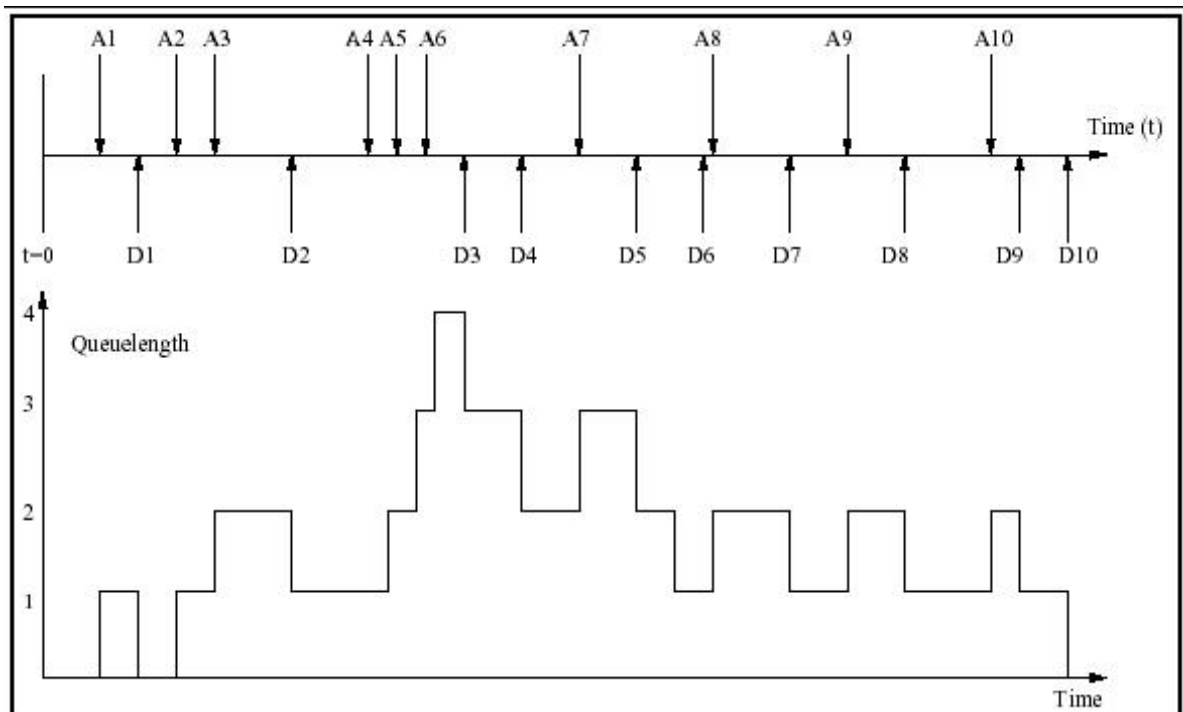 A1 A2 A3 A4 A5 A6 A7 A8 A9 A10
Time (t)
t=0 D1 D2 D3 D4 D5 D6 D7 D8 D9 D10
4
Queuelength
3
2
1
Time